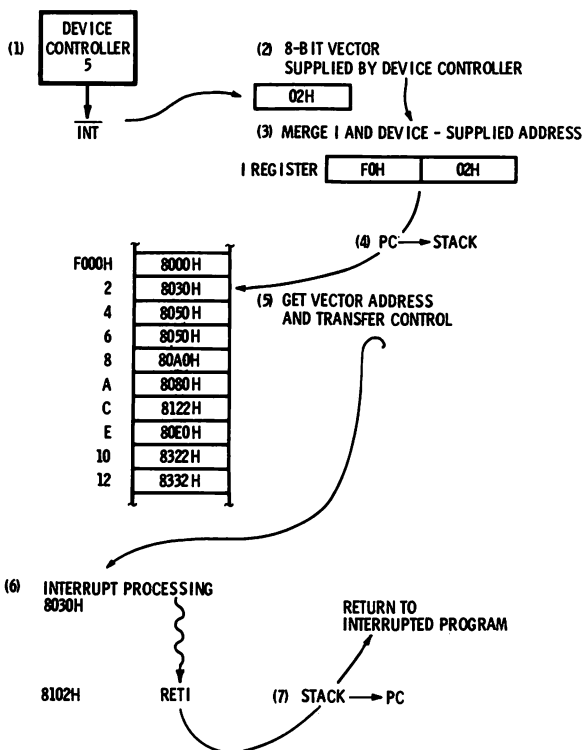 (1)
DEVICE
CONTROLLER
5
INT
(2) 8-BIT VECTOR
SUPPLIED BY DEVICE CONTROLLER
02H
(3) MERGE I AND DEVICE - SUPPLIED ADDRESS
I REGISTER F0H 02H
(4) PC STACK
F000H 8000H
2 8030H
4 8050H
6 8050H
8 80A0H
A 8080H
C 8122H
E 80E0H
10 8322H
12 8332H
(5) GET VECTOR ADDRESS
AND TRANSFER CONTROL
(6) INTERRUPT PROCESSING
8030H
RETURN TO
INTERRUPTED PROGRAM
8102H RETI (7) STACK PC